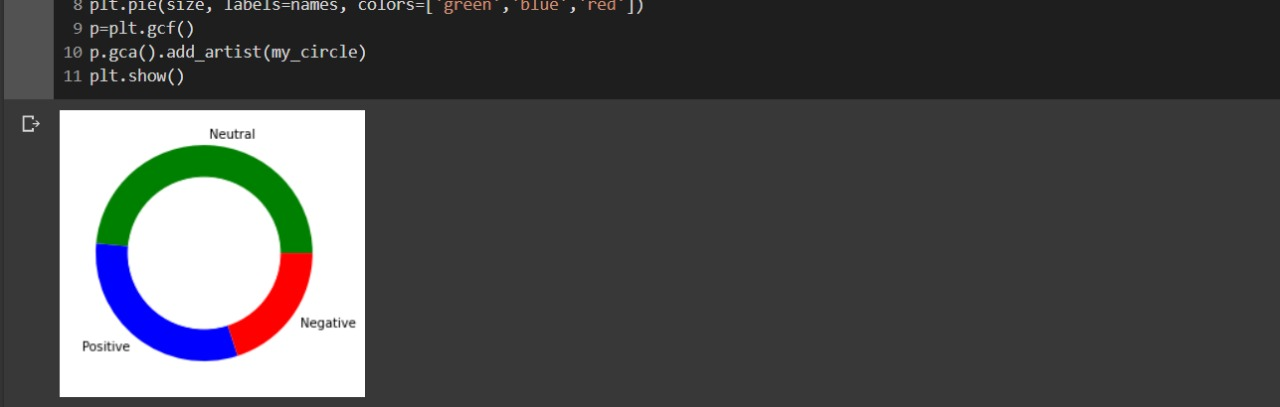 8 plt.pie(size, labels=names, colors=['green','blue','red'])
9 p=plt.gcf()
10 p.gca().add_artist(my_circle)
11 plt.show()
Neutral
Negative
Positive